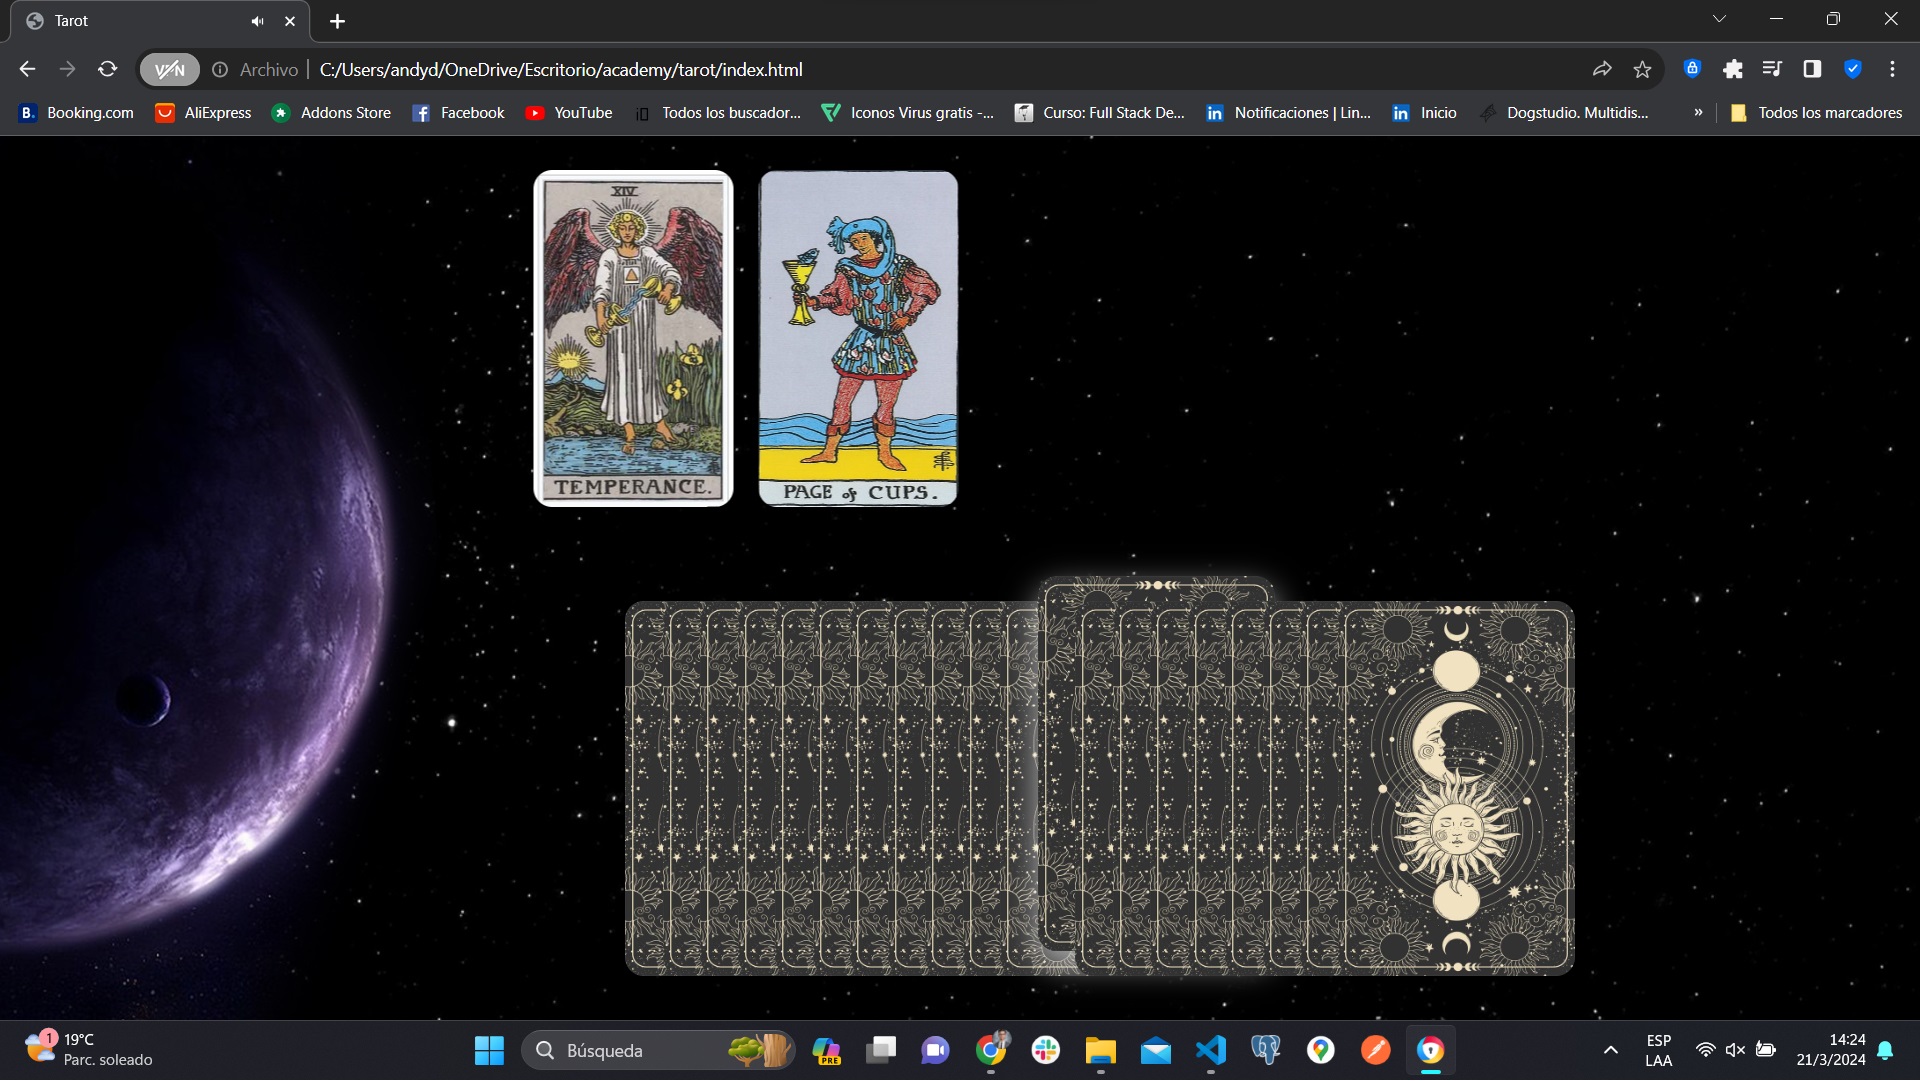 Tarot
VPN
Archivo
C:/Users/andyd/OneDrive/Escritorio/academy/tarot/index.html
Booking.com
AliExpress
Addons Store
Facebook
YouTube
Todos los buscador...
Iconos Virus gratis -...
Curso: Full Stack De...
Notificaciones | Lin...
Inicio
Dogstudio. Multidis...
»
Todos los marcadores
XIV
TEMPERANCE.
PAGE of CUPS.
1
19°C
Parc. soleado
Búsqueda
PRE
ESP
LAA
14:24
21/3/2024